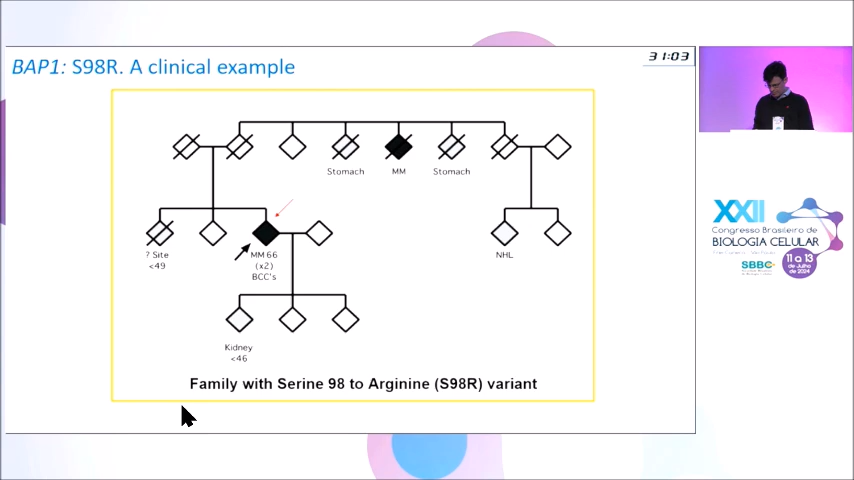 BAP1: S98R. A clinical example
31:03
Stomach
MM
Stomach
? Site
<49
MM 66
(x2)
BCC's
NHL
Kidney
<46
Family with Serine 98 to Arginine (S98R) variant
XXII
Congresso Brasileiro de
BIOLOGIA CELULAR
SBBC
11 a 13
de Julho
de 2024